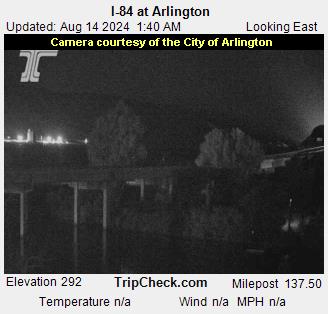 I-84 at Arlington
Updated: Aug 14 2024 1:40 AM Looking East
Camera courtesy of the City of Arlington
Elevation 292 TripCheck.com Milepost 137.50
Temperature n/a Wind n/a MPH n/a